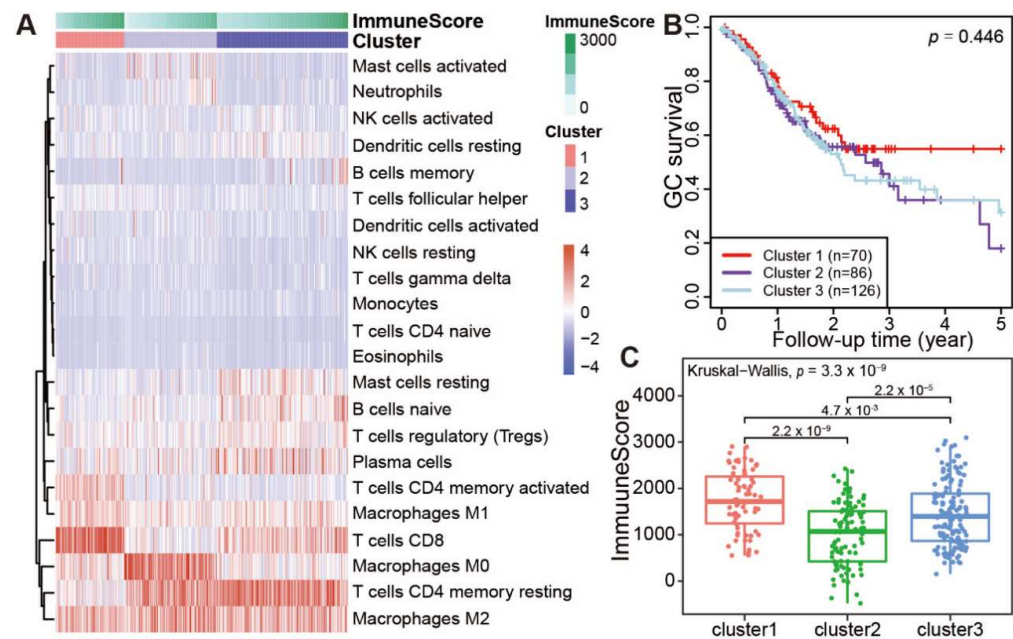 A
ImmuneScore
Cluster
Mast cells activated
Neutrophils
NK cells activated
Dendritic cells resting
B cells memory
T cells follicular helper
Dendritic cells activated
NK cells resting
T cells gamma delta
Monocytes
T cells CD4 naive
Eosinophils
Mast cells resting
B cells naive
T cells regulatory (Tregs)
Plasma cells
T cells CD4 memory activated
Macrophages M1
T cells CD8
Macrophages M0
T cells CD4 memory resting
Macrophages M2
ImmuneScore
3000
0
Cluster
1
2
3
4
2
0
−2
−4
B
p = 0.446
GC survival
1.0
0.8
0.6
0.4
0.2
0.0
Cluster 1 (n=70)
Cluster 2 (n=86)
Cluster 3 (n=126)
0 1 2 3 4 5
Follow-up time (year)
C
Kruskal−Wallis, p = 3.3 x 10⁻⁹
2.2 x 10⁻⁵
4.7 x 10⁻³
2.2 x 10⁻⁹
ImmuneScore
4000
3000
2000
1000
0
cluster1 cluster2 cluster3